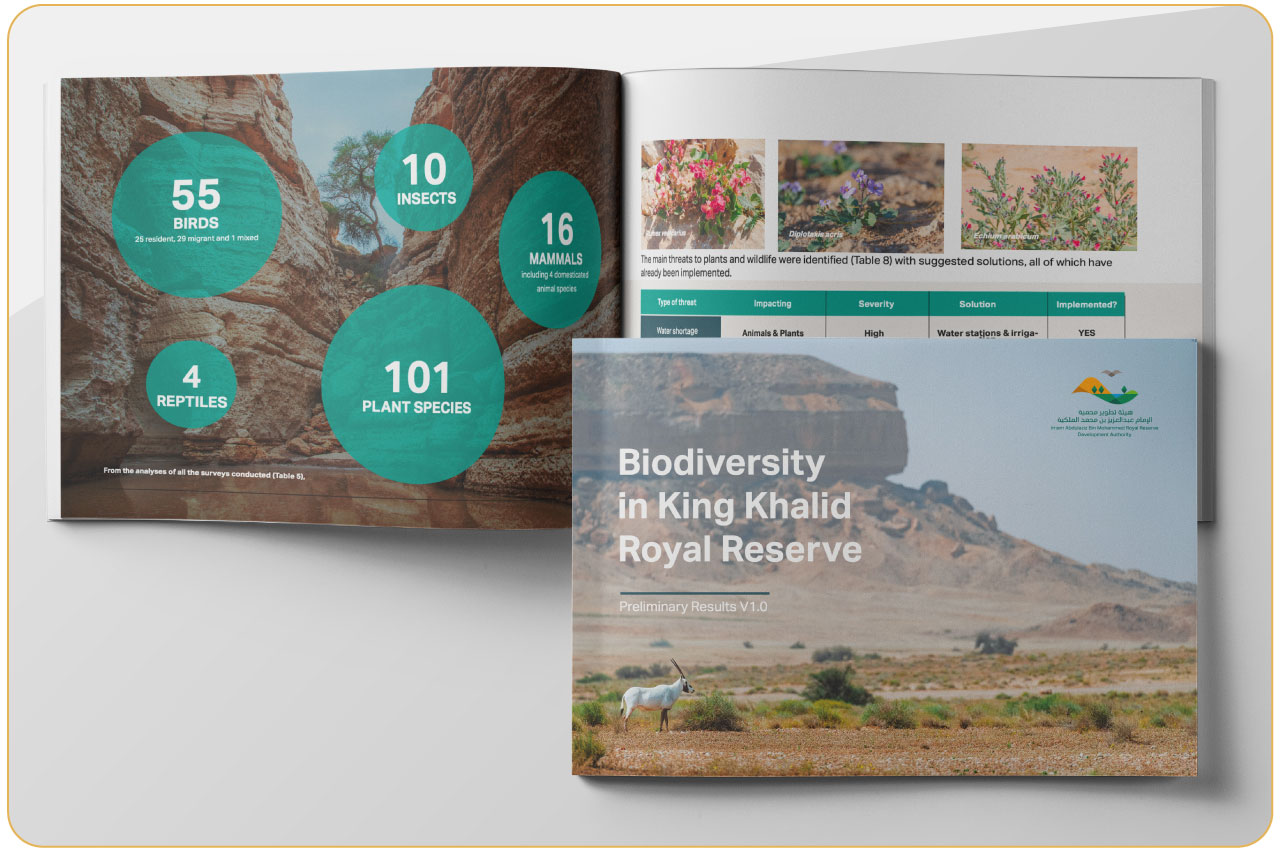 55
BIRDS
25 resident, 29 migrant and 1 mixed
10
INSECTS
16
MAMMALS
including 4 domesticated
animal species
4
REPTILES
101
PLANT SPECIES
From the analyses of all the surveys conducted (Table 5),
Echium arabicum
The main threats to plants and wildlife were identified (Table 8) with suggested solutions, all of which have
already been implemented.
Type of threat Impacting Severity Solution Implemented?
Water shortage Animals & Plants High Water stations & irriga- YES
هيئة تطوير محمية
الإمام عبدالعزيز بن محمد الملكية
Imam Abdulaziz Bin Mohammed Royal Reserve
Development Authority
Biodiversity
in King Khalid
Royal Reserve
Preliminary Results V1.0